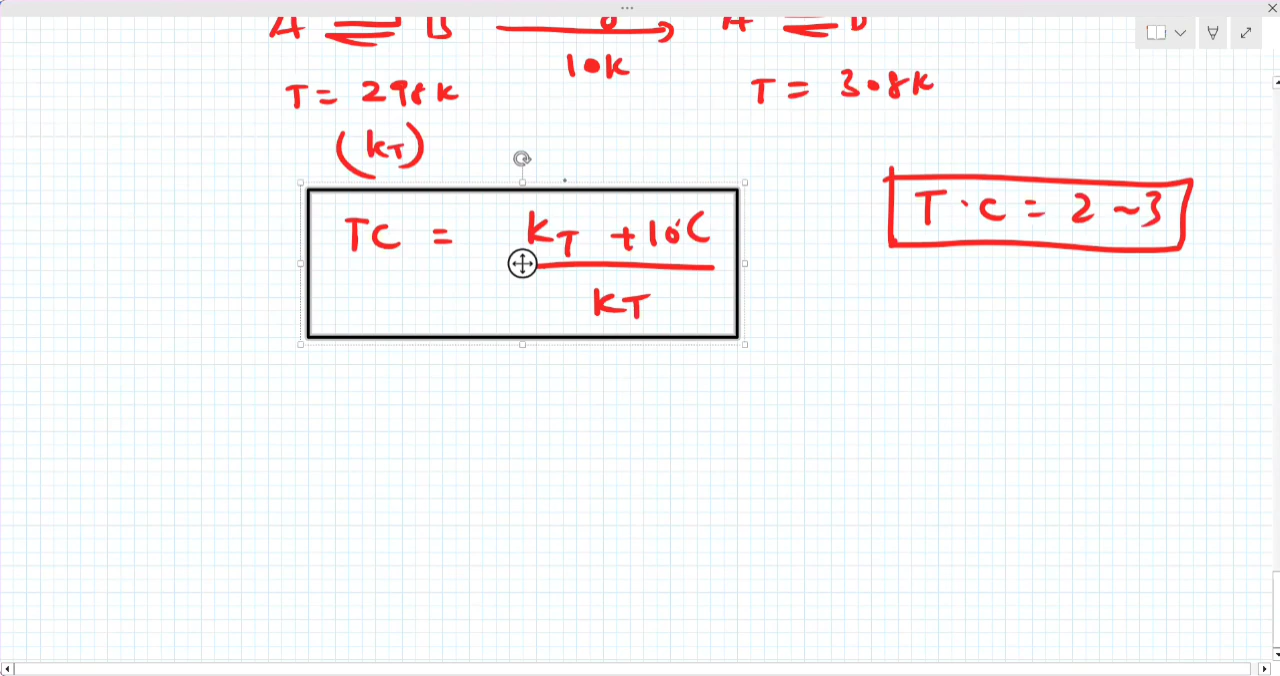 A ⇌ B → A ⇌ B
10K
T = 298K T = 308K
(KT)
TC = KT + 10°C
KT
T.C = 2 ~ 3